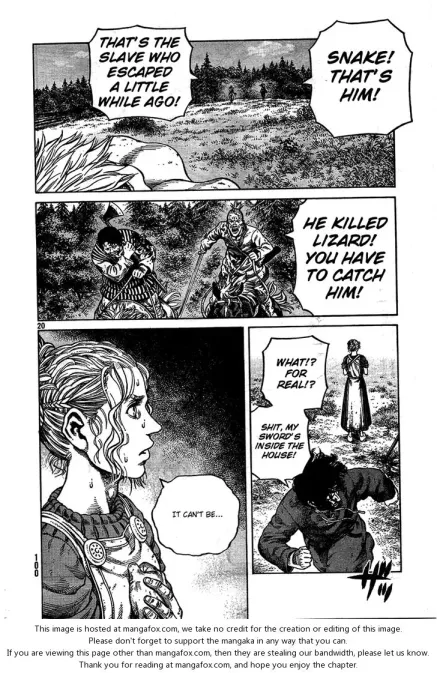 SNAKE!
THAT'S
HIM!
THAT'S THE
SLAVE WHO
ESCAPED
A LITTLE
WHILE AGO!
HE KILLED
LIZARD!
YOU HAVE
TO CATCH
HIM!
20
WHAT!?
FOR
REAL!?
SHIT, MY
SWORD'S
INSIDE THE
HOUSE!
IT CAN'T BE...
100
This image is hosted at mangafox.com, we take no credit for the creation or editing of this image.
Please don't forget to support the mangaka in any way that you can.
If you are viewing this page other than mangafox.com, then they are stealing our bandwidth, please let us know.
Thank you for reading at mangafox.com, and hope you enjoy the chapter.